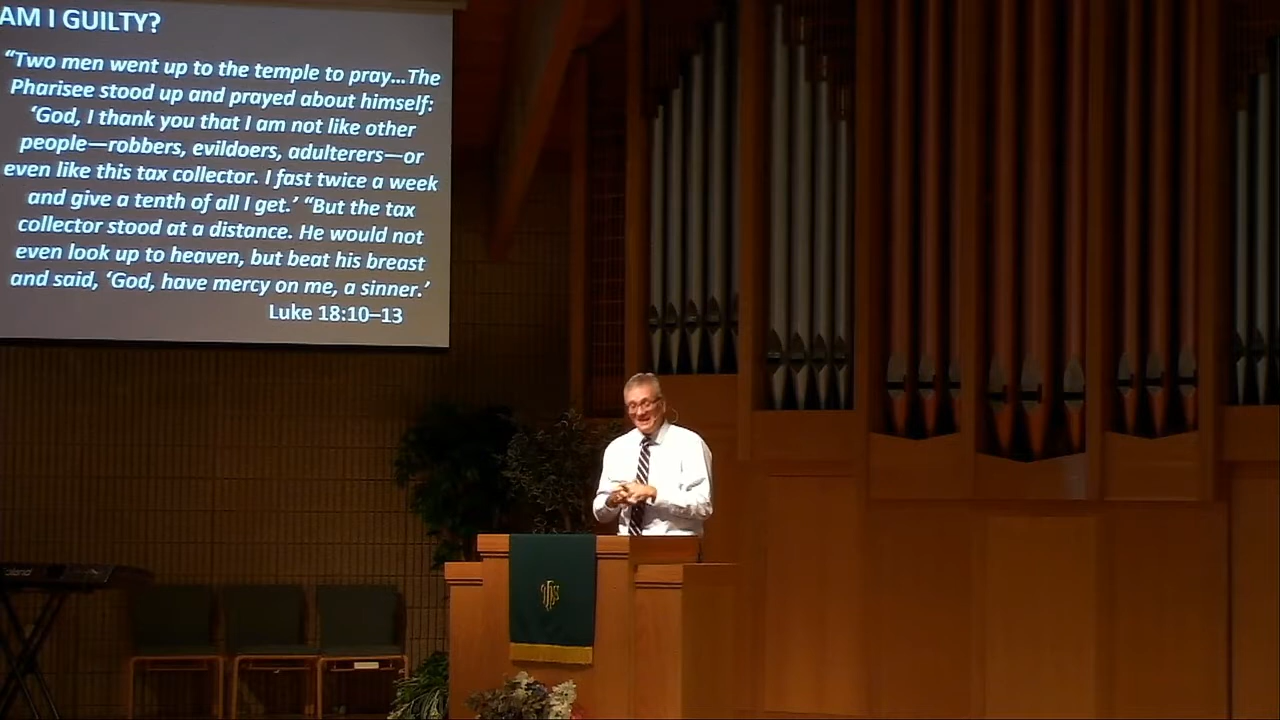 AM I GUILTY?
“Two men went up to the temple to pray...The
Pharisee stood up and prayed about himself:
‘God, I thank you that I am not like other
people—robbers, evildoers, adulterers—or
even like this tax collector. I fast twice a week
and give a tenth of all I get.’ “But the tax
collector stood at a distance. He would not
even look up to heaven, but beat his breast
and said, ‘God, have mercy on me, a sinner.’
Luke 18:10–13
Roland
IHS